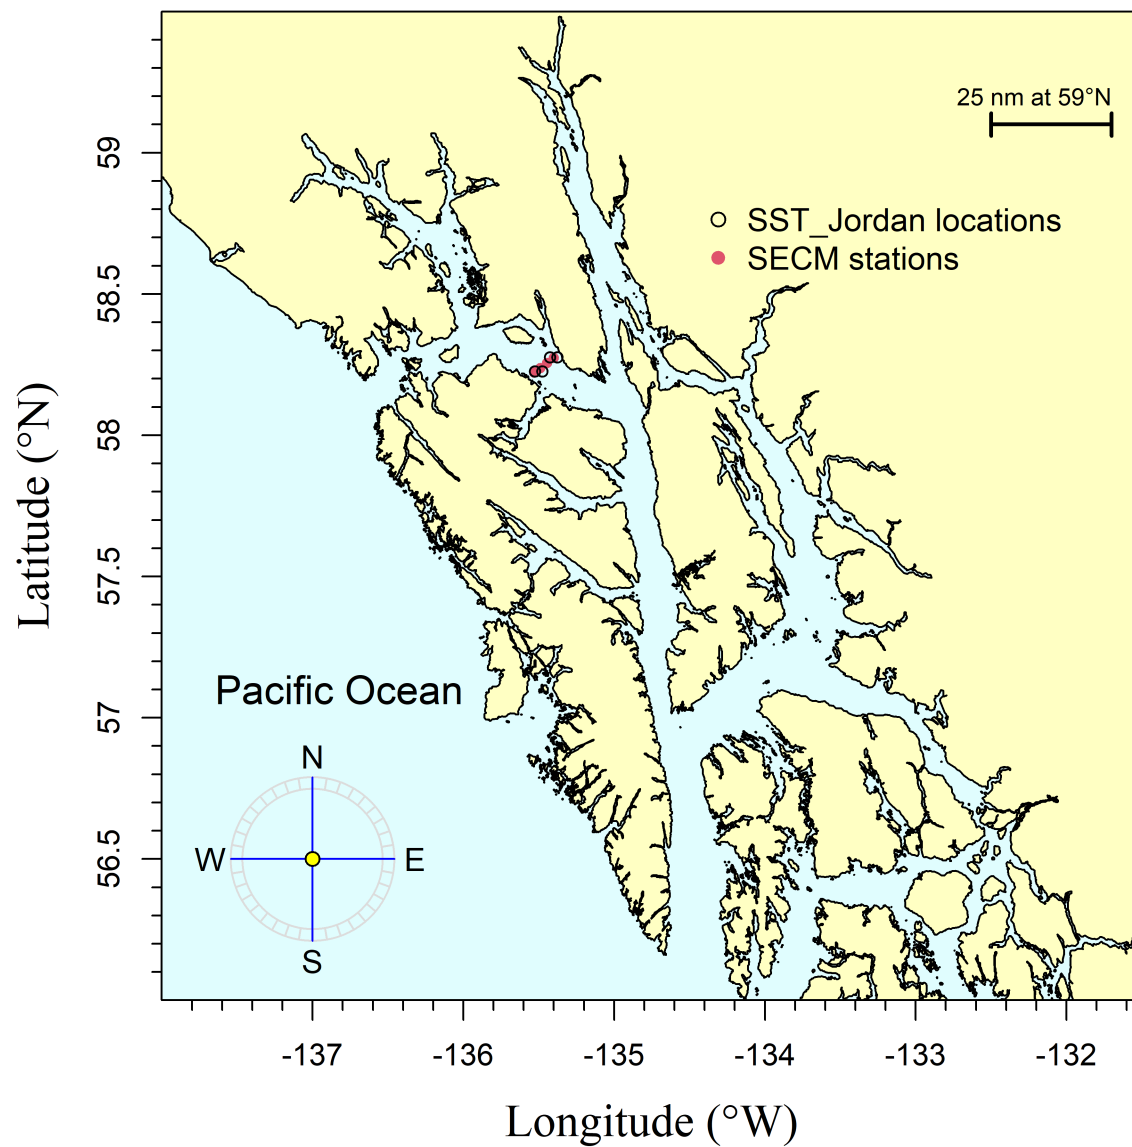 25 nm at 59°N
SST_Jordan locations
SECM stations
Pacific Ocean
N
W
E
S
Latitude (°N)
59
58.5
58
57.5
57
56.5
-137
-136
-135
-134
-133
-132
Longitude (°W)